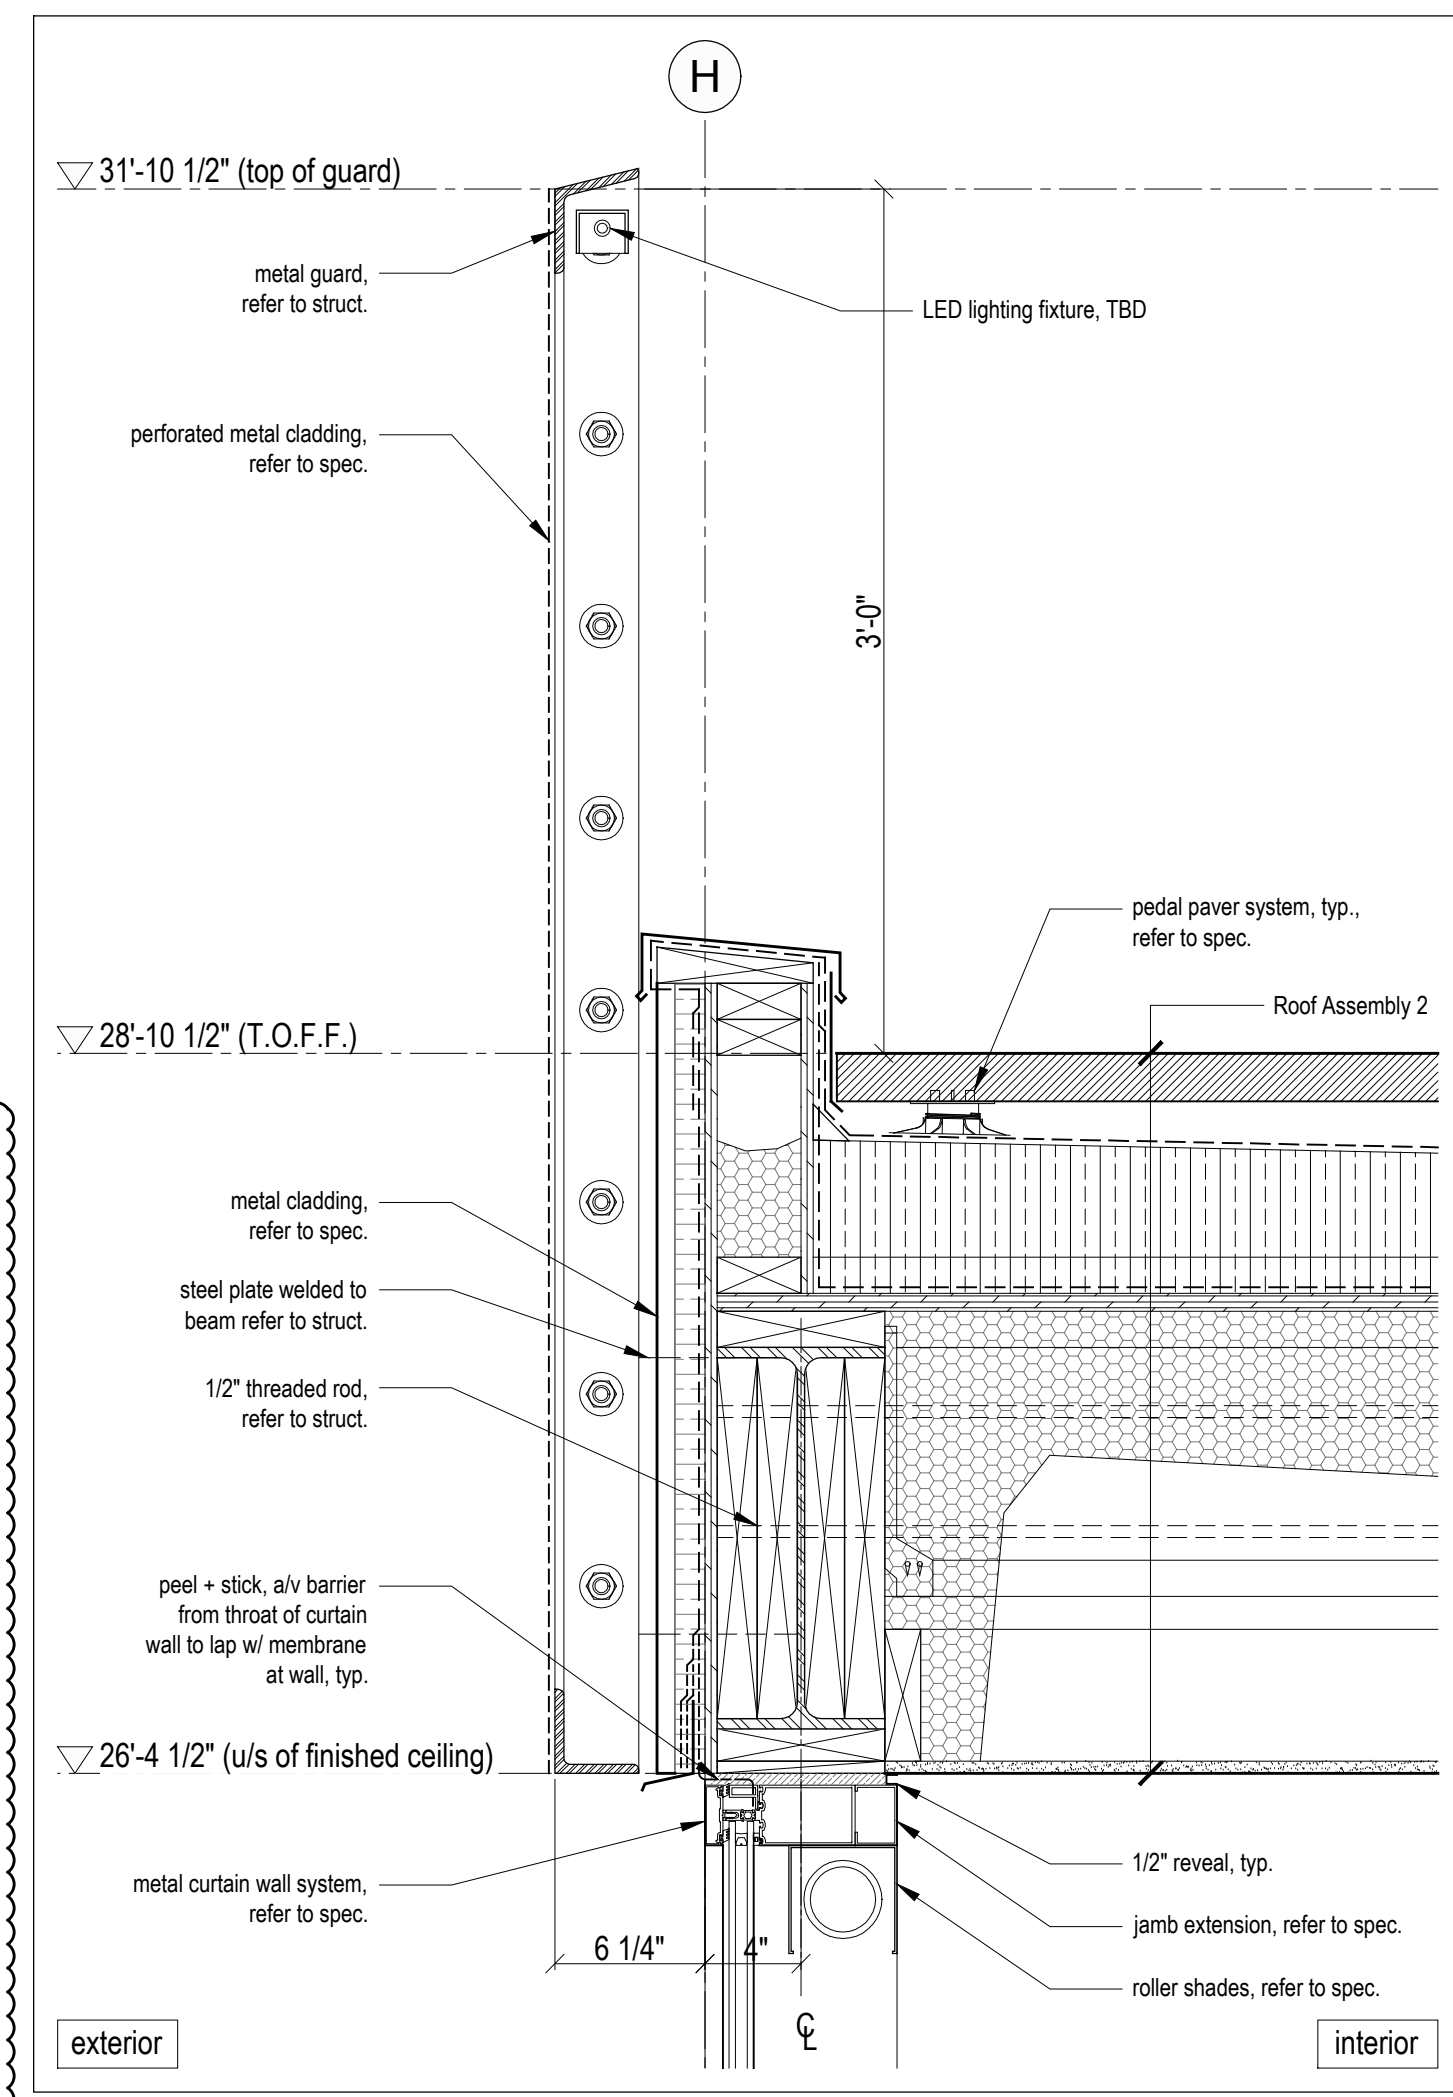 H
31'-10 1/2" (top of guard)
metal guard,
refer to struct.
LED lighting fixture, TBD
perforated metal cladding,
refer to spec.
3'-0"
pedal paver system, typ.,
refer to spec.
Roof Assembly 2
28'-10 1/2" (T.O.F.F.)
metal cladding,
refer to spec.
steel plate welded to
beam refer to struct.
1/2" threaded rod,
refer to struct.
peel + stick, a/v barrier
from throat of curtain
wall to lap w/ membrane
at wall, typ.
26'-4 1/2" (u/s of finished ceiling)
metal curtain wall system,
refer to spec.
1/2" reveal, typ.
jamb extension, refer to spec.
roller shades, refer to spec.
6 1/4"
4"
℄
exterior
interior